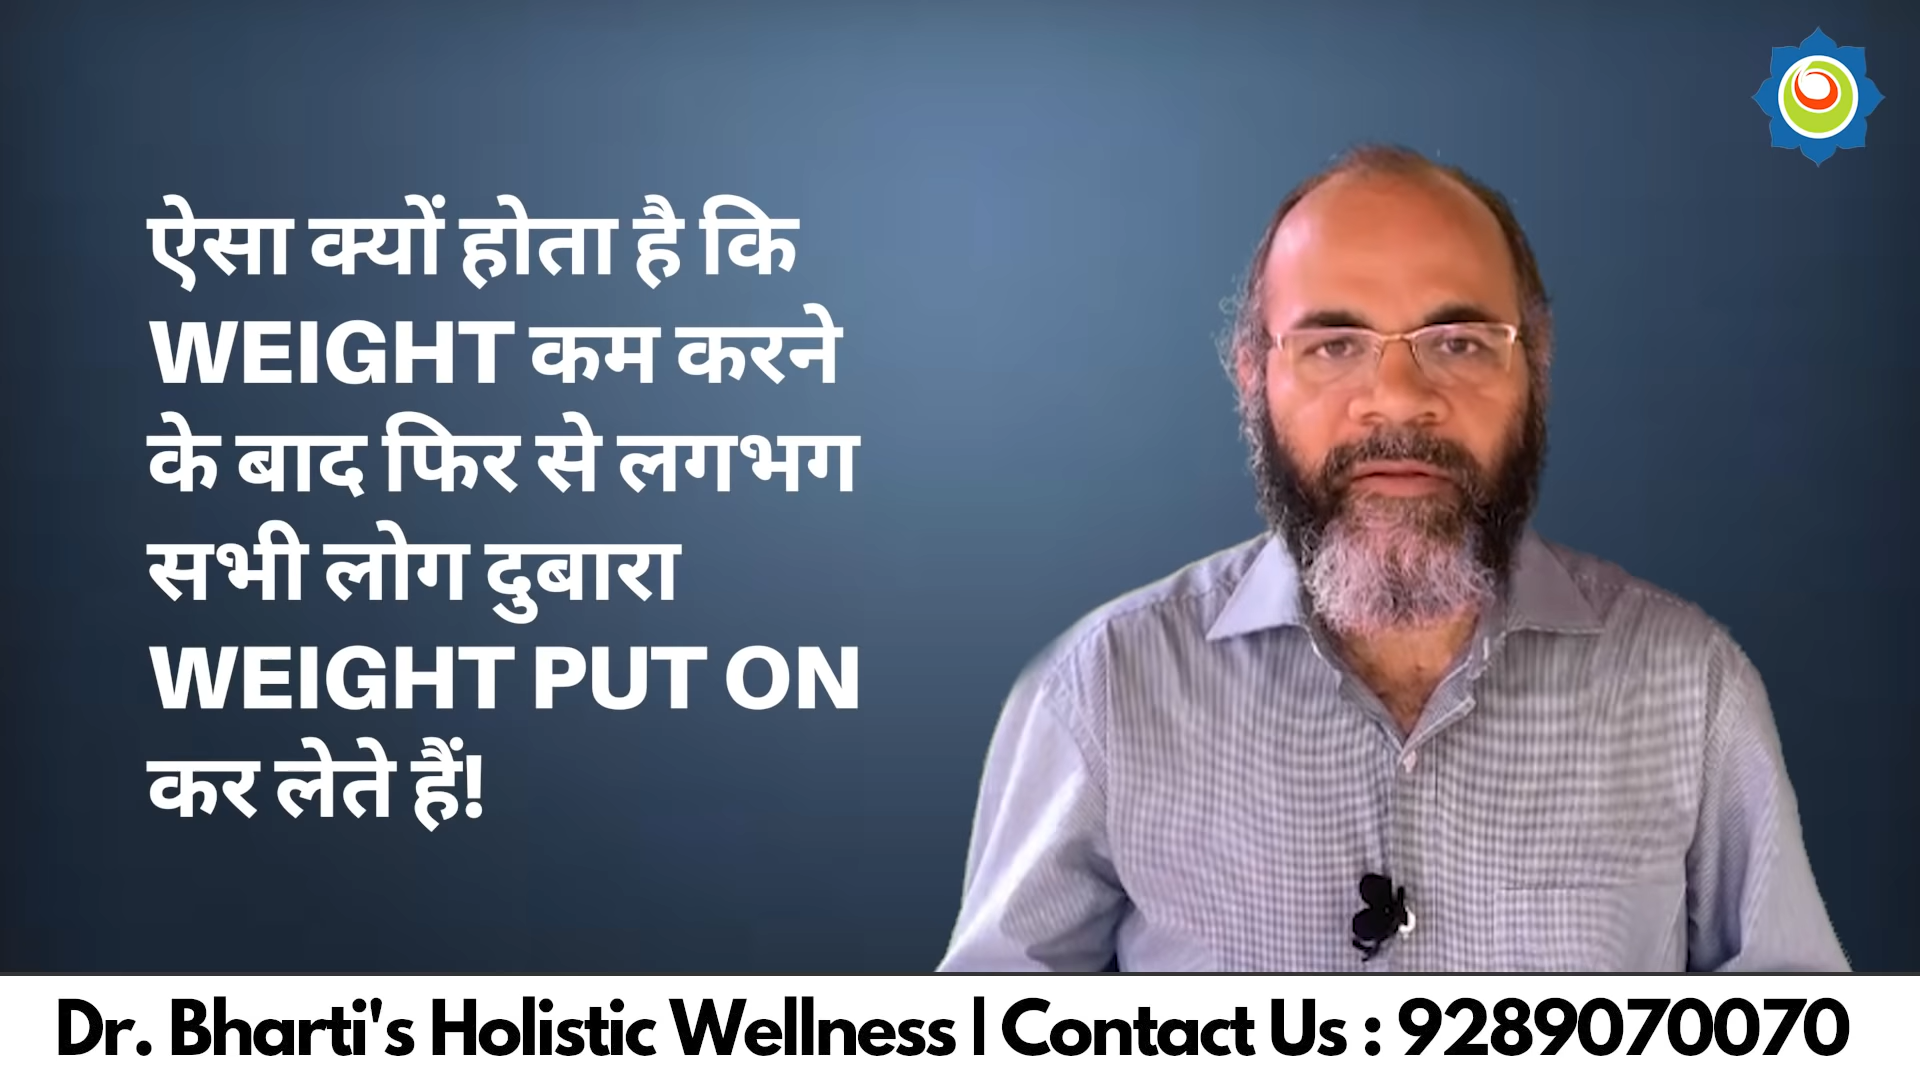 ऐसा क्यों होता है कि
WEIGHT कम करने
के बाद फिर से लगभग
सभी लोग दुबारा
WEIGHT PUT ON
कर लेते हैं!
Dr. Bharti's Holistic Wellness | Contact Us : 9289070070